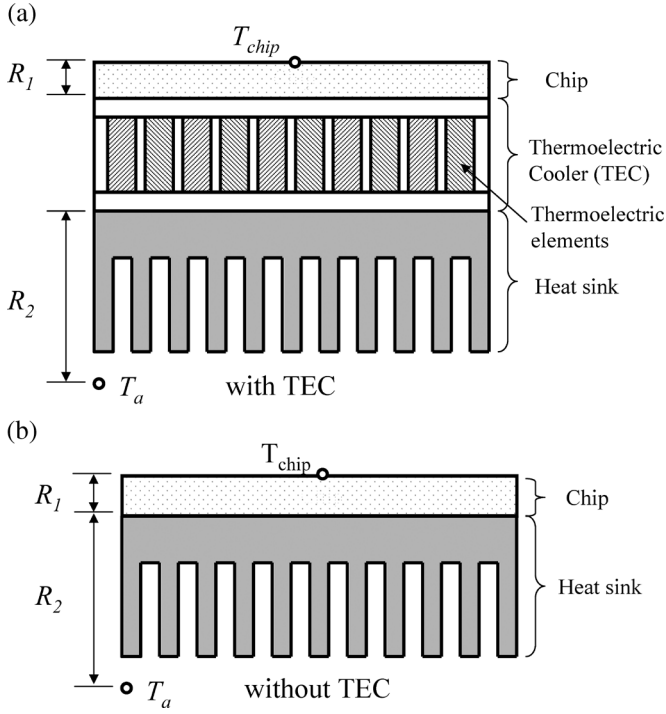 (a)
T_chip
R_1
Chip
Thermoelectric
Cooler (TEC)
Thermoelectric
elements
R_2
Heat sink
T_a
with TEC
(b)
T_chip
R_1
Chip
R_2
Heat sink
T_a
without TEC